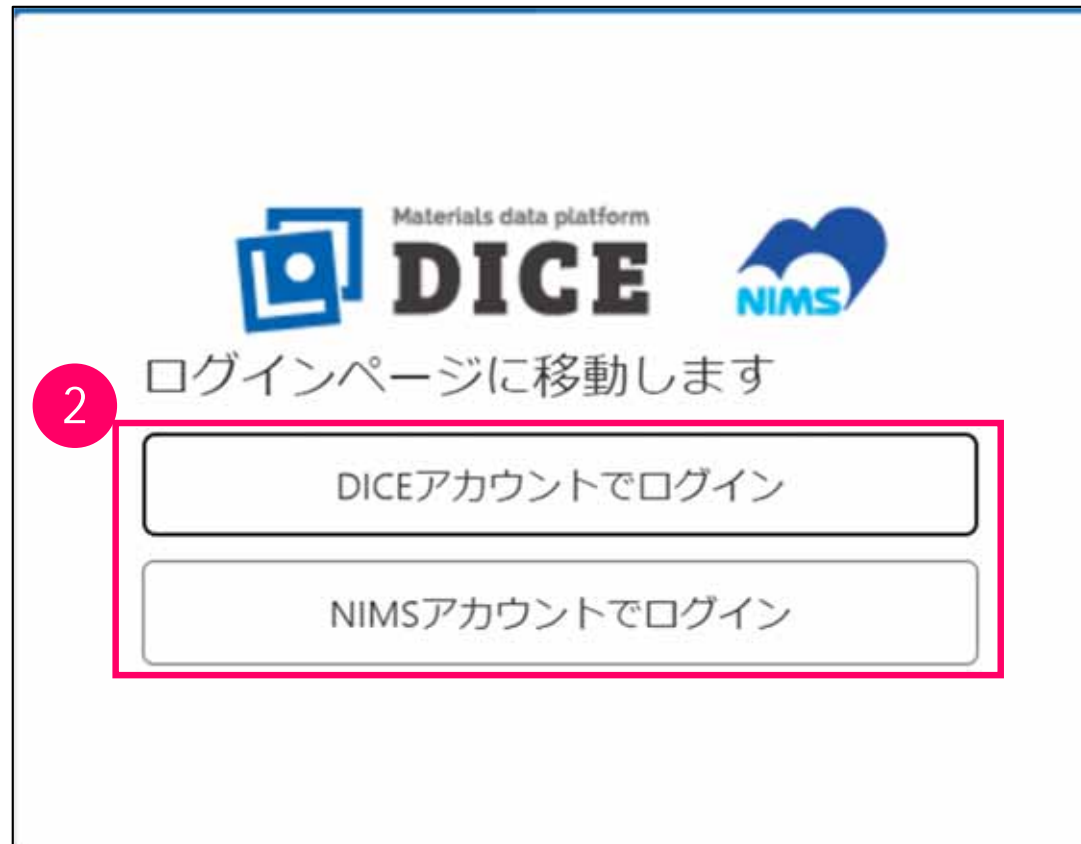 Materials data platform
DICE
NIMS
ログインページに移動します
2
DICEアカウントでログイン
NIMSアカウントでログイン